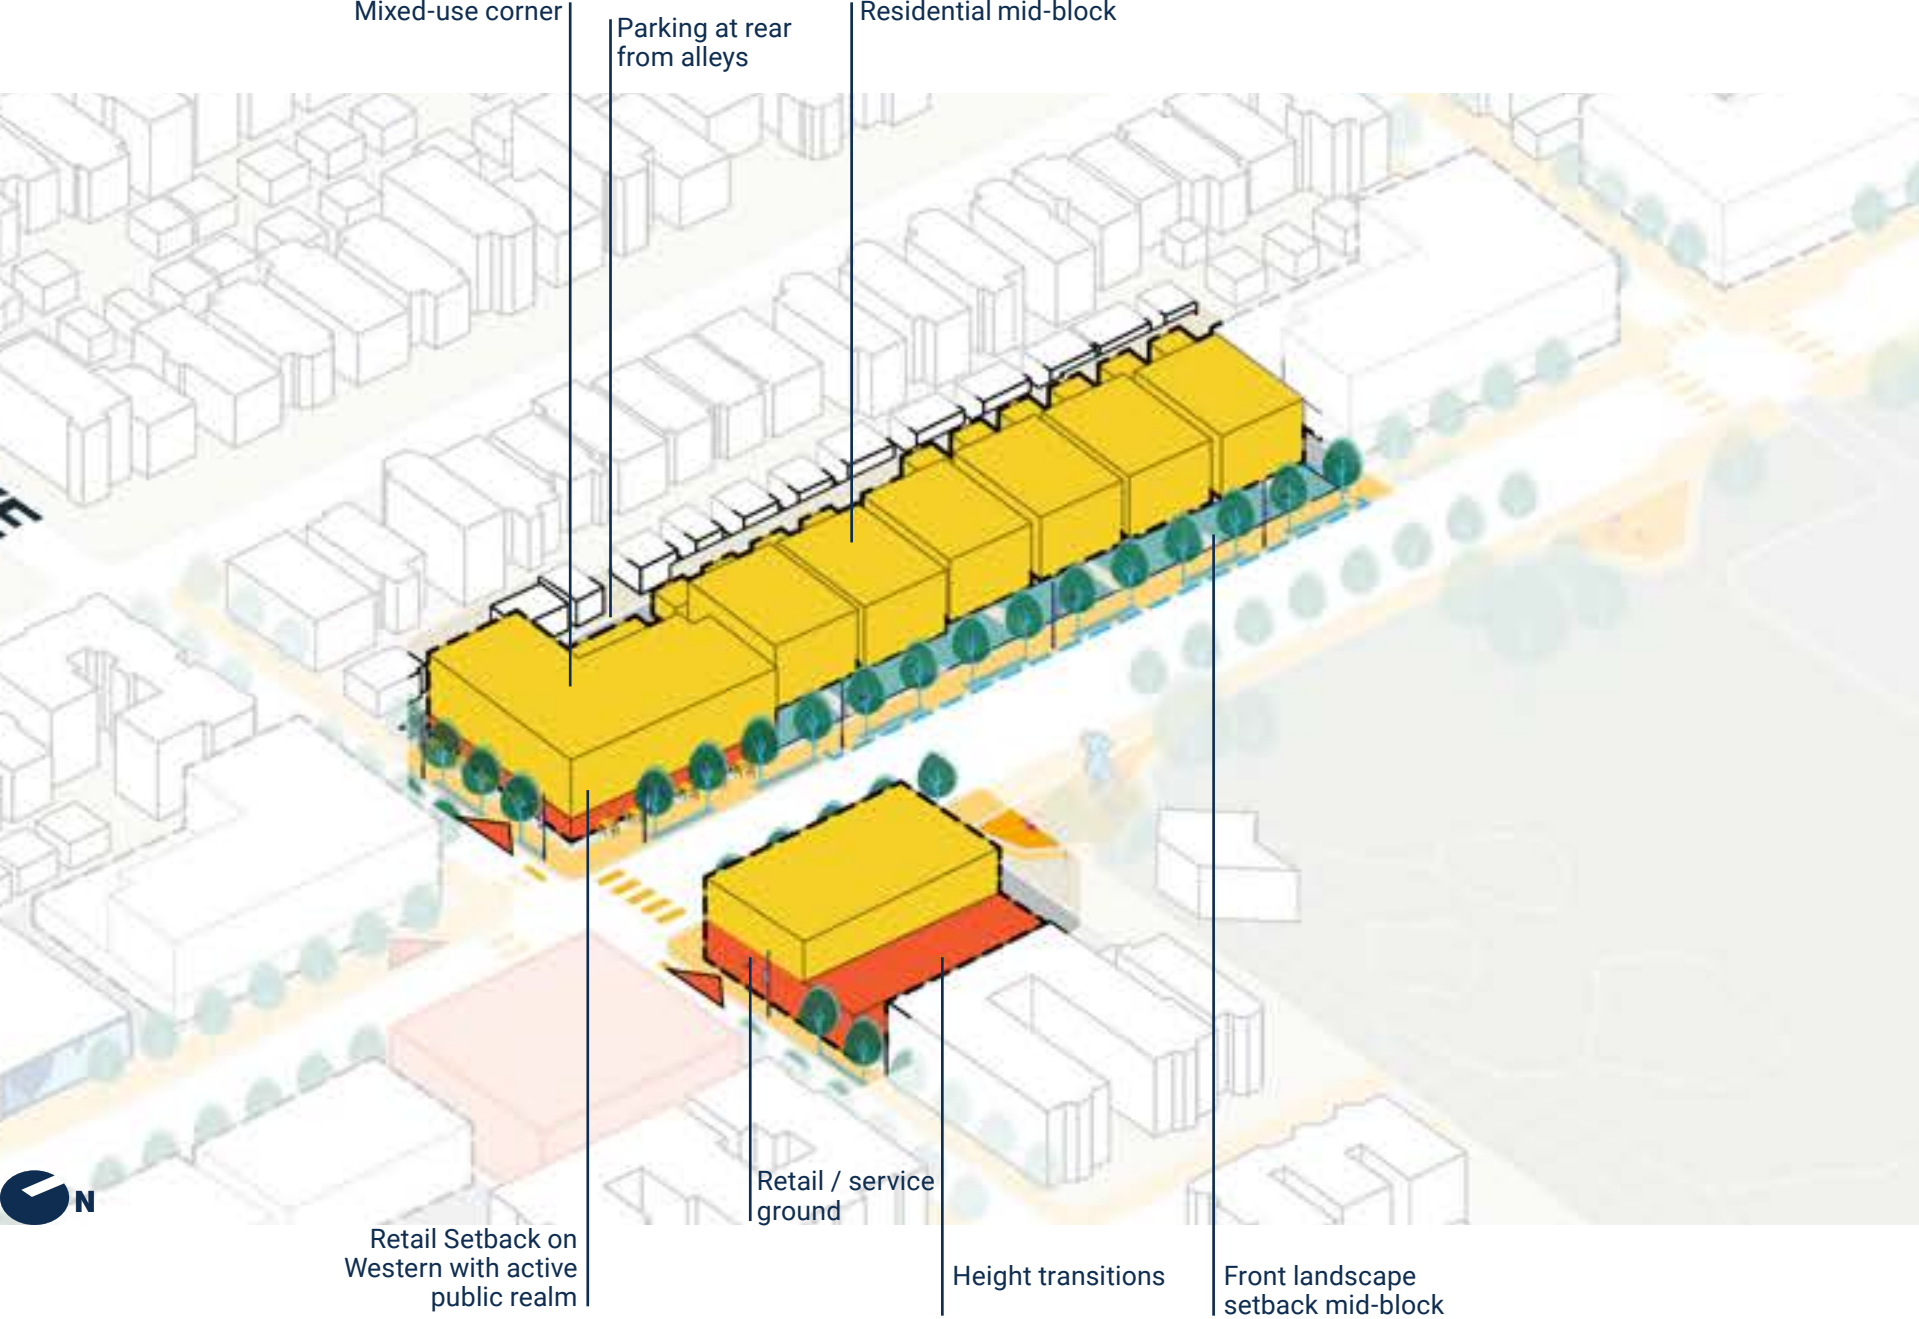 Mixed-use corner
Parking at rear
from alleys
Residential mid-block
N
Retail Setback on
Western with active
public realm
Retail / service
ground
Height transitions
Front landscape
setback mid-block